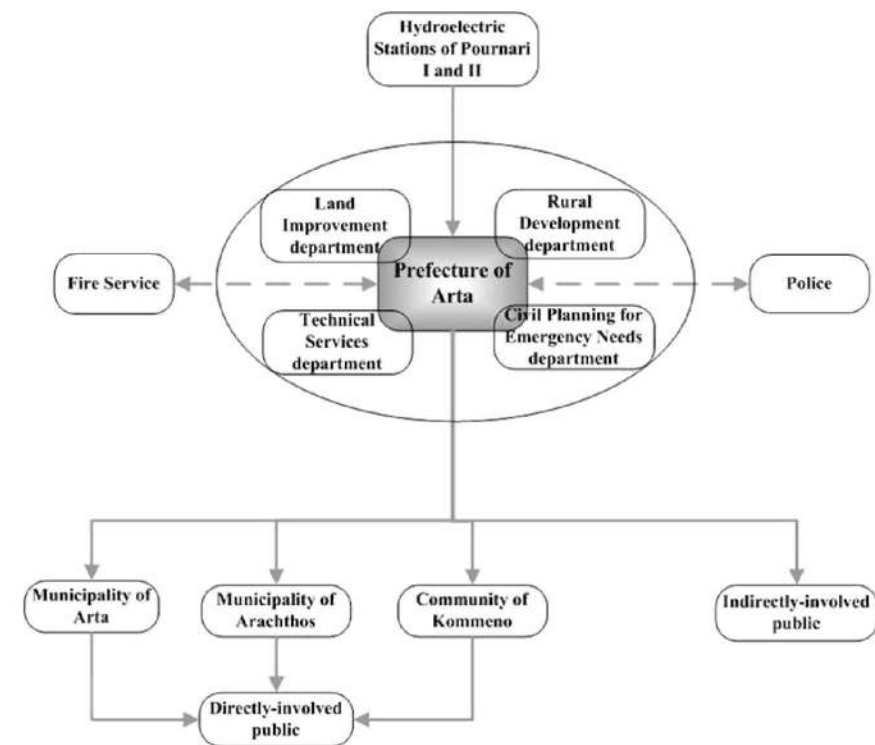 Hydroelectric
Stations of Pournari
I and II
Land
Improvement
department
Rural
Development
department
Fire Service
Prefecture of
Arta
Police
Technical
Services
department
Civil Planning for
Emergency Needs
department
Municipality of
Arta
Municipality of
Arachthos
Community of
Kommeno
Indirectly-involved
public
Directly-involved
public